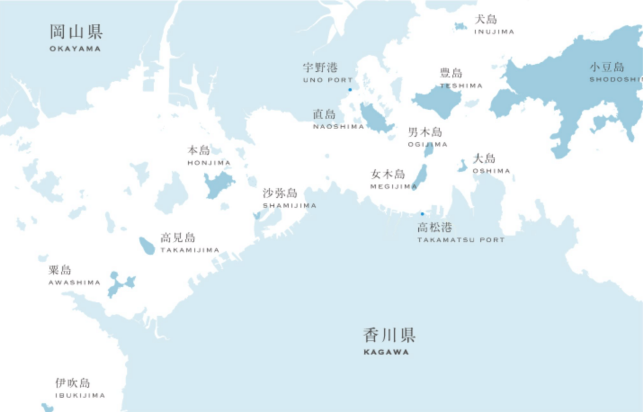 岡山県
OKAYAMA
犬島
INUJIMA
宇野港
UNO PORT
豊島
TESHIMA
小豆島
SHODOSHI
直島
NAOSHIMA
男木島
OGIJIMA
本島
HONJIMA
女木島
MEGIJIMA
大島
OSHIMA
沙弥島
SHAMIJIMA
高松港
TAKAMATSU PORT
高見島
TAKAMIJIMA
粟島
AWASHIMA
香川県
KAGAWA
伊吹島
IBUKIJIMA